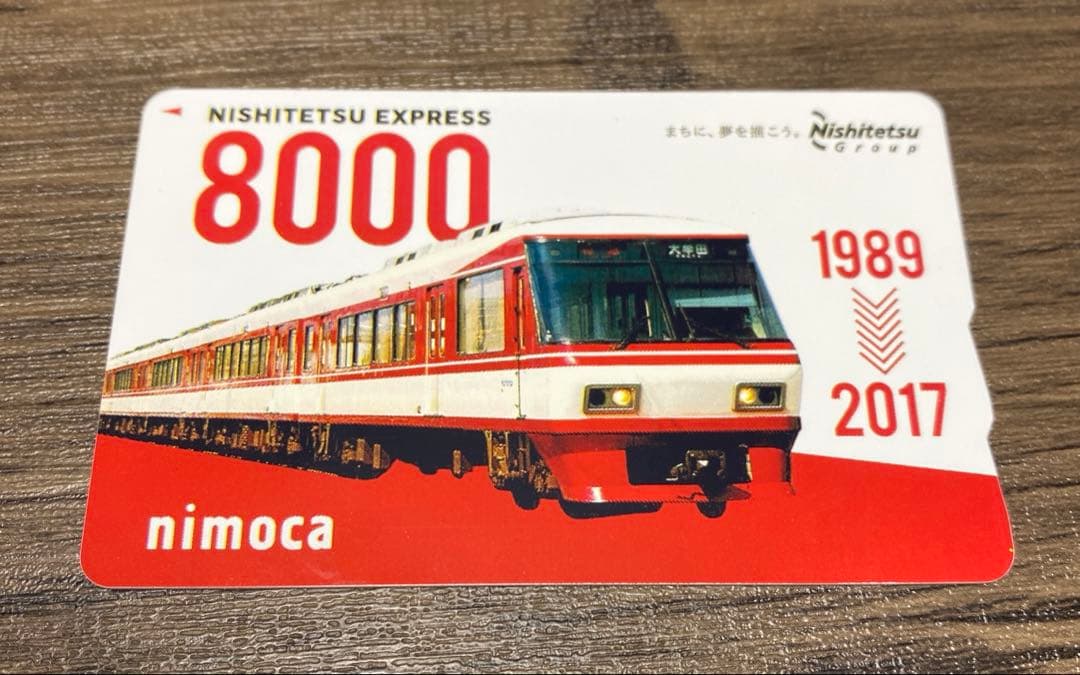 NISHITETSU EXPRESS
8000
まちに、夢を描こう。
Nishitetsu
Group
1989
2017
大牟田
nimoca